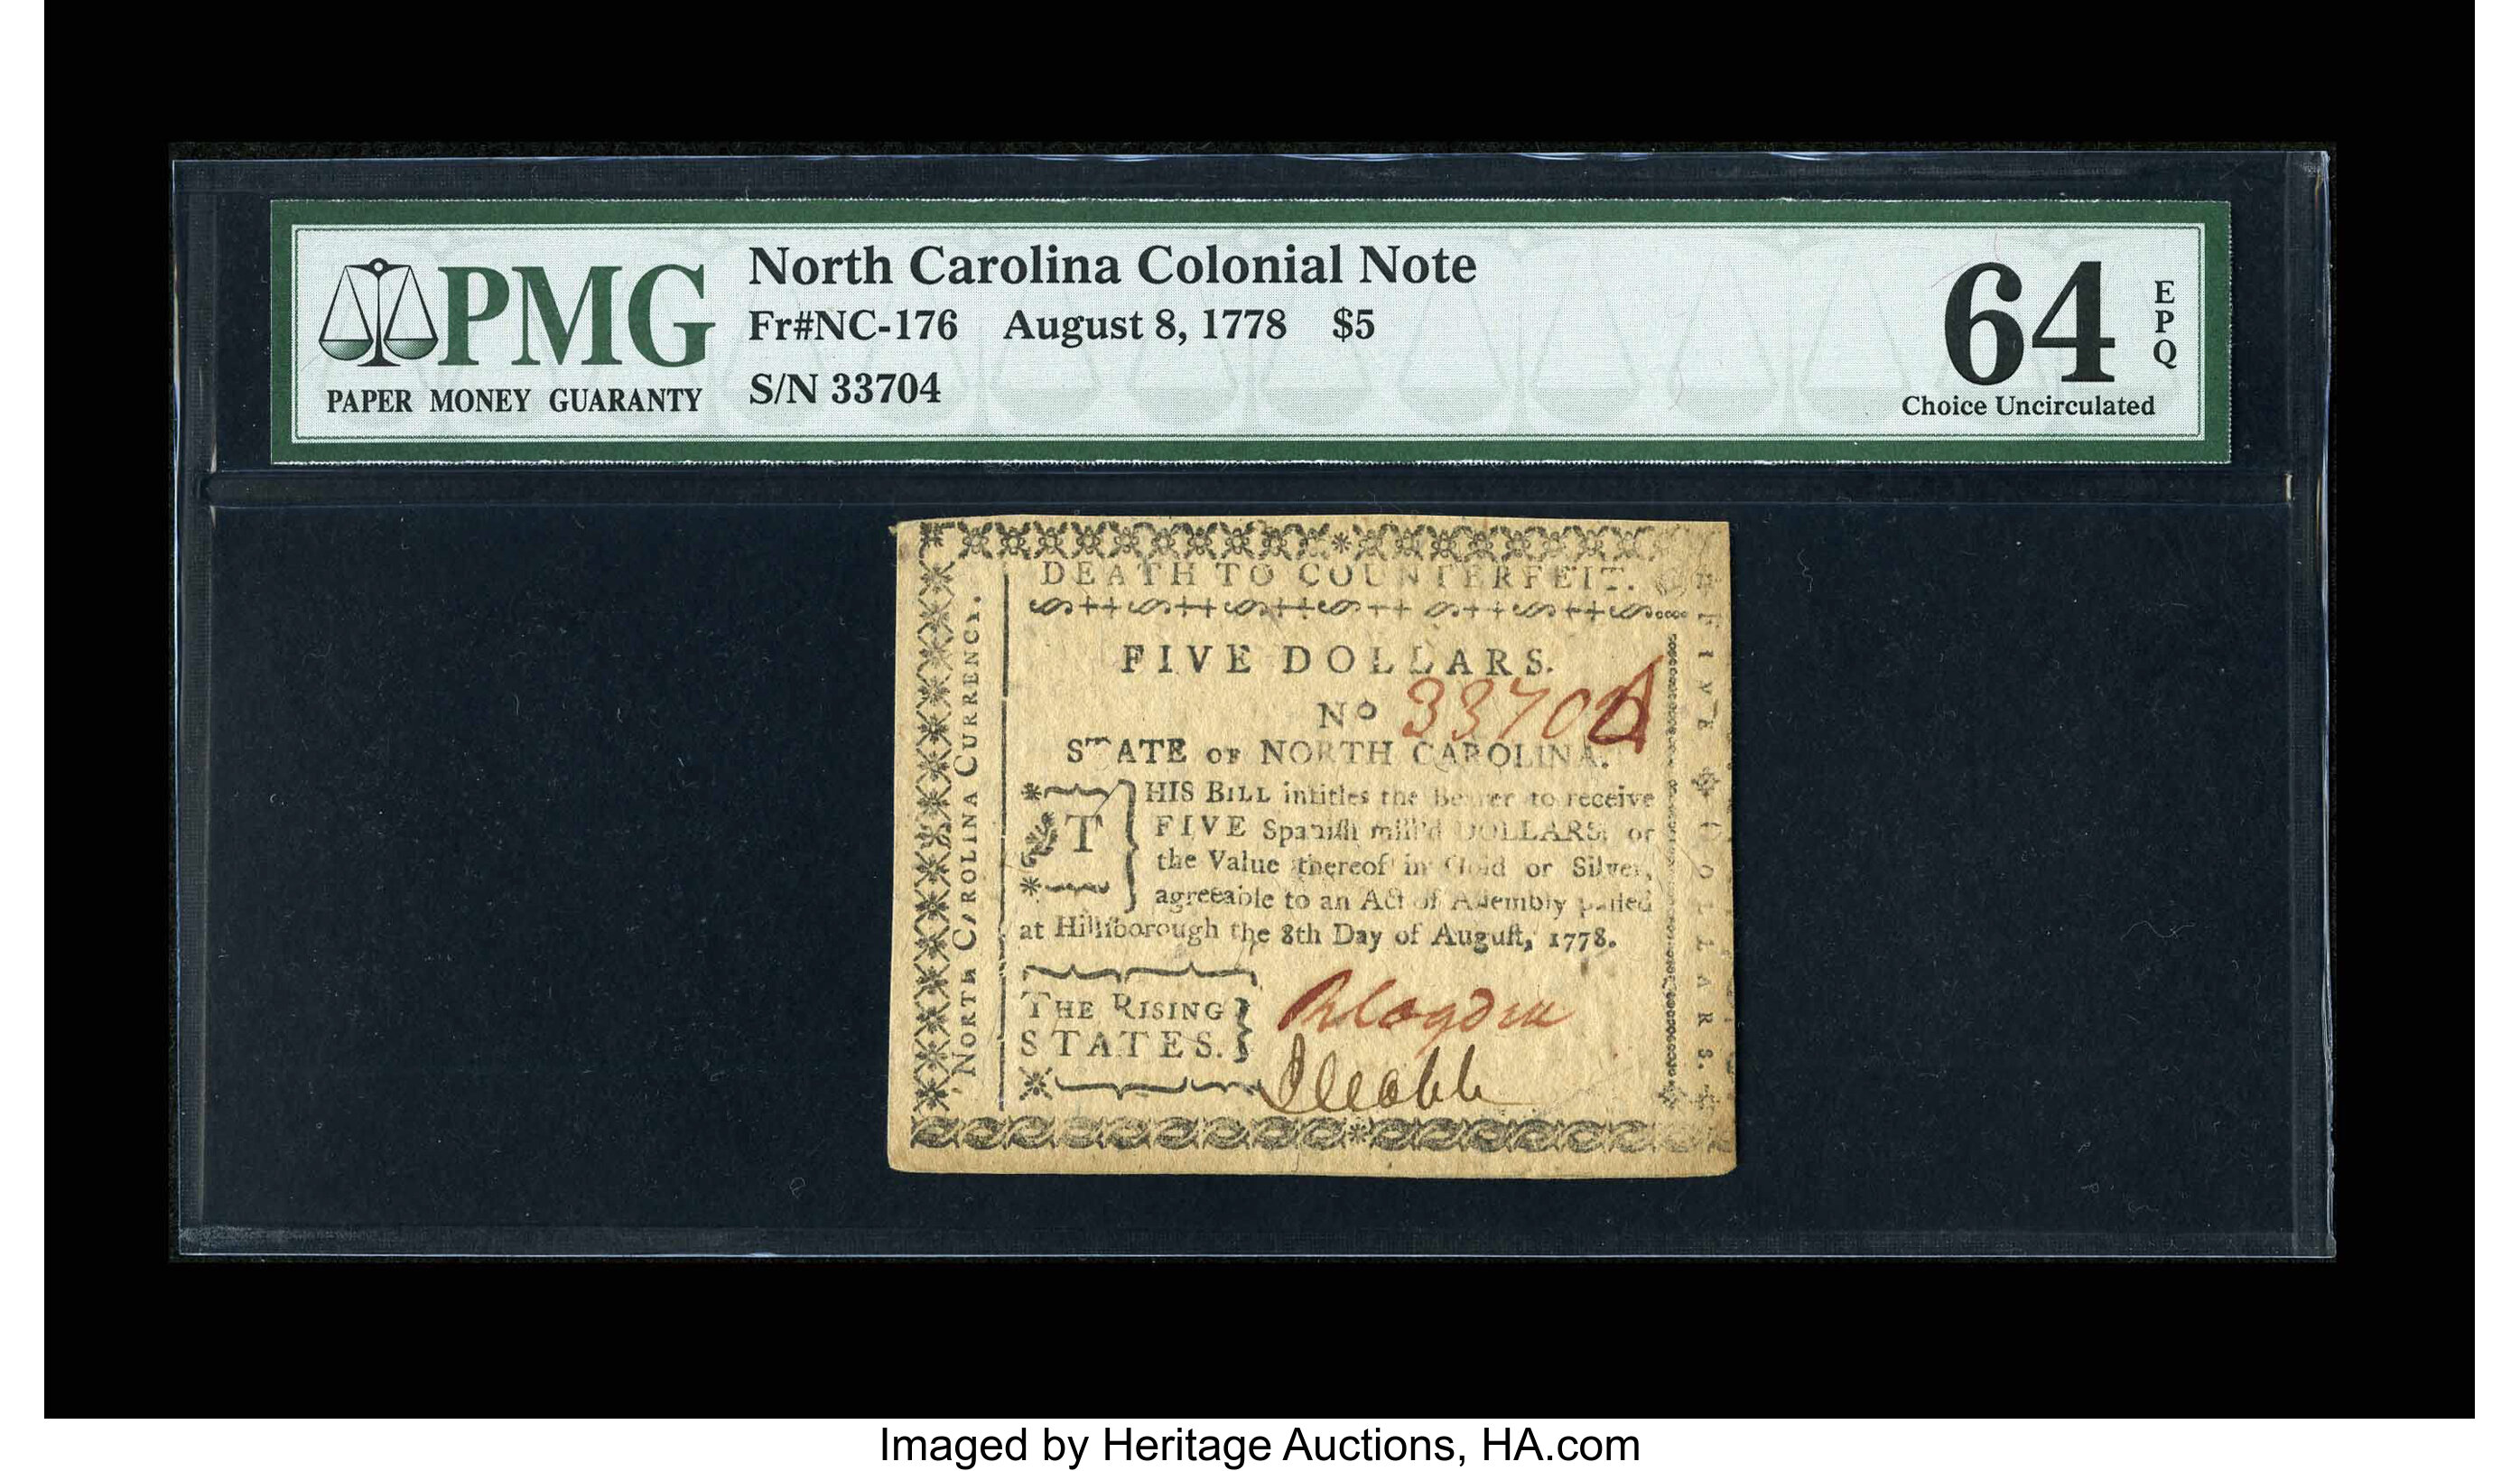 PMG
PAPER MONEY GUARANTY
North Carolina Colonial Note
Fr#NC-176 August 8, 1778 $5
S/N 33704
64
EPQ
Choice Uncirculated
DEATH TO COUNTERFEIT.
FIVE DOLLARS.
No 33704
STATE OF NORTH CAROLINA.
THIS BILL intitles the Bearer to receive
FIVE Spaniſh mill'd DOLLARS, or
the Value thereof in Gold or Silver,
agreeable to an Act of Aſſembly paſſed
at Hillſborough the 8th Day of Auguſt, 1778.
THE RISING
STATES.
NORTH CAROLINA CURRENCY.
FIVE DOLLARS.
Imaged by Heritage Auctions, HA.com